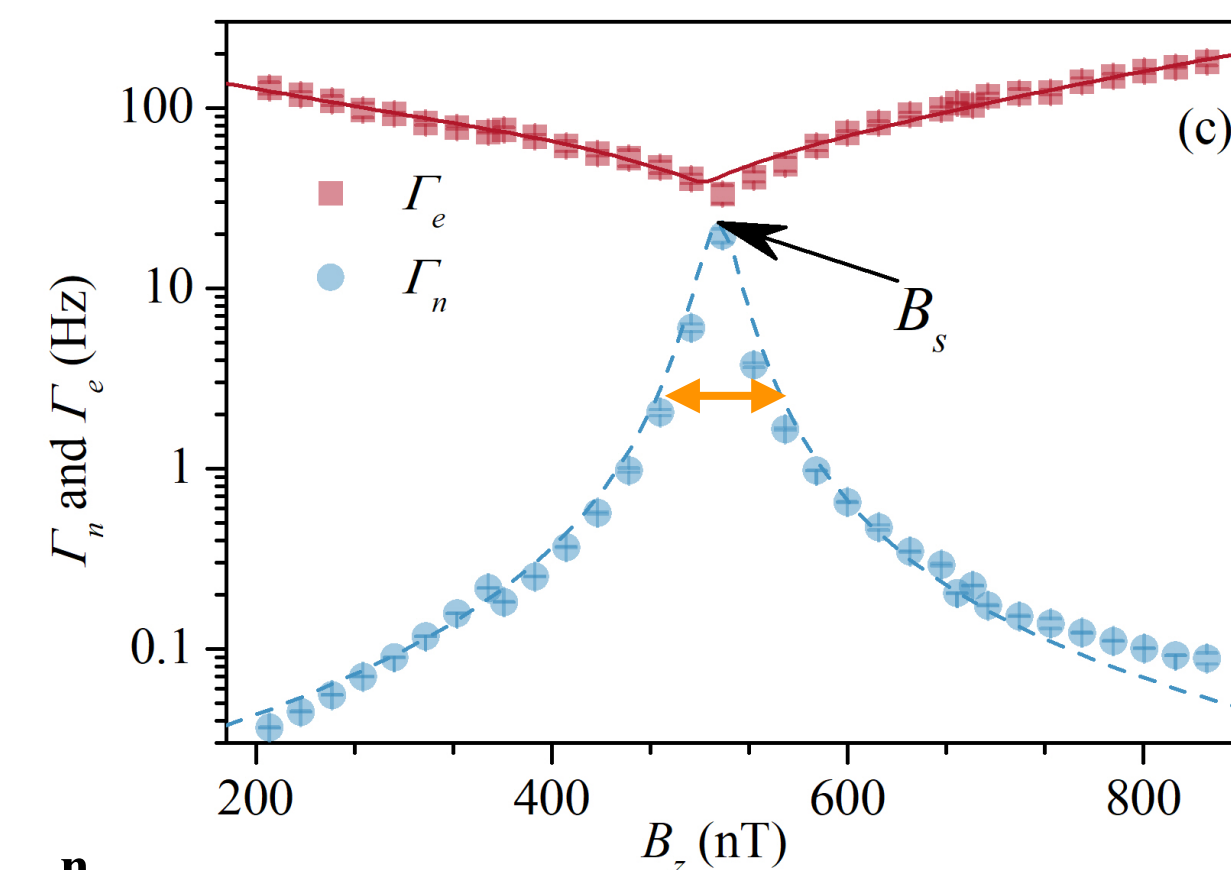 100
(c)
Γe
Γn
10
Bs
1
0.1
Γn and Γe (Hz)
200 400 600 800
Bz (nT)
n